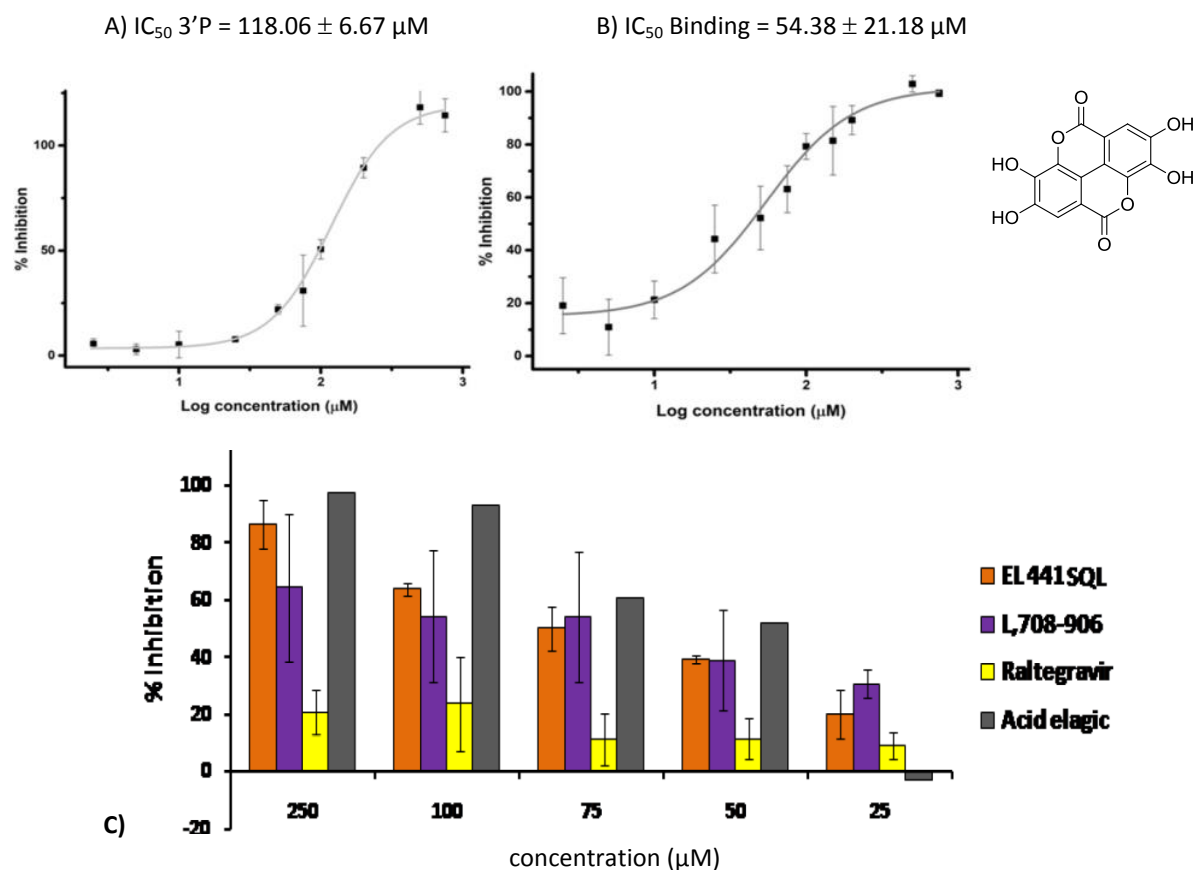 A) IC50 3’P = 118.06 ± 6.67 µM
B) IC50 Binding = 54.38 ± 21.18 µM
% Inhibition
100
50
0
1
2
3
Log concentration (µM)
% Inhibition
100
80
60
40
20
0
1
2
3
Log concentration (µM)
O
O
OH
HO
OH
HO
O
O
% Inhibition
100
80
60
40
20
0
-20
250
100
75
50
25
C)
concentration (µM)
EL 441SQL
L,708-906
Raltegravir
Acid elagic